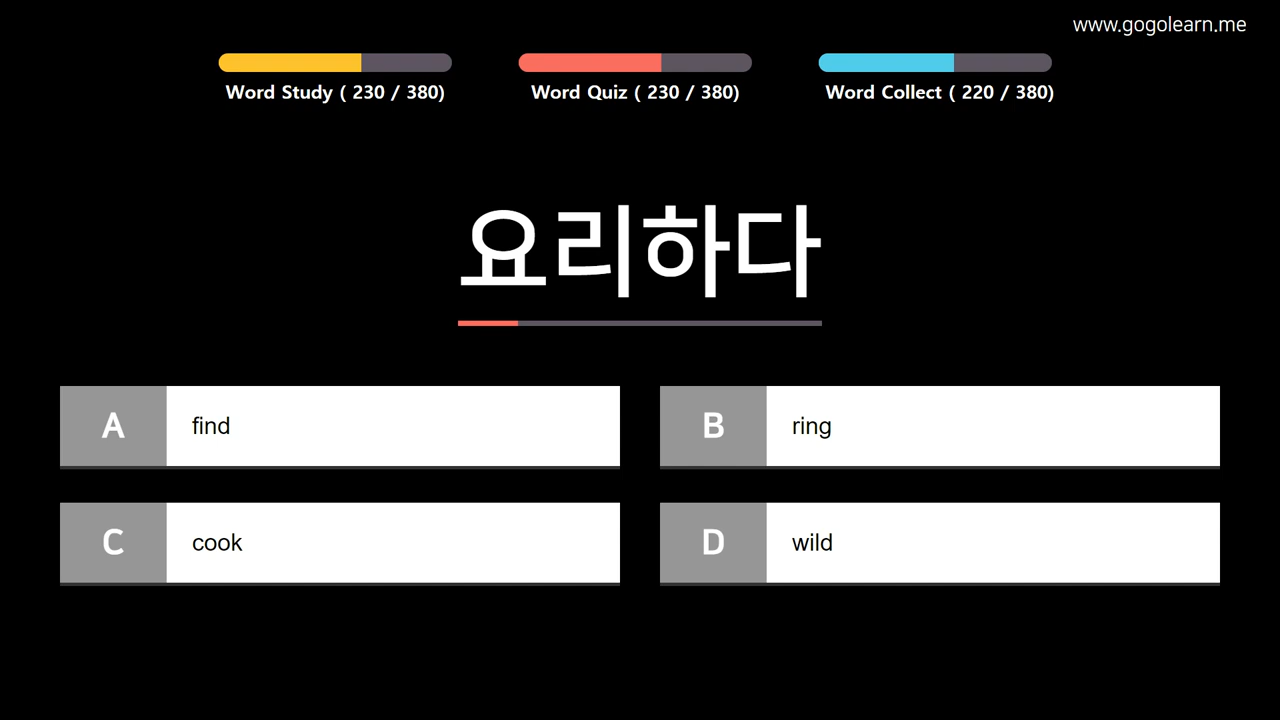 www.gogolearn.me
Word Study ( 230 / 380)
Word Quiz ( 230 / 380)
Word Collect ( 220 / 380)
요리하다
A find
B ring
C cook
D wild